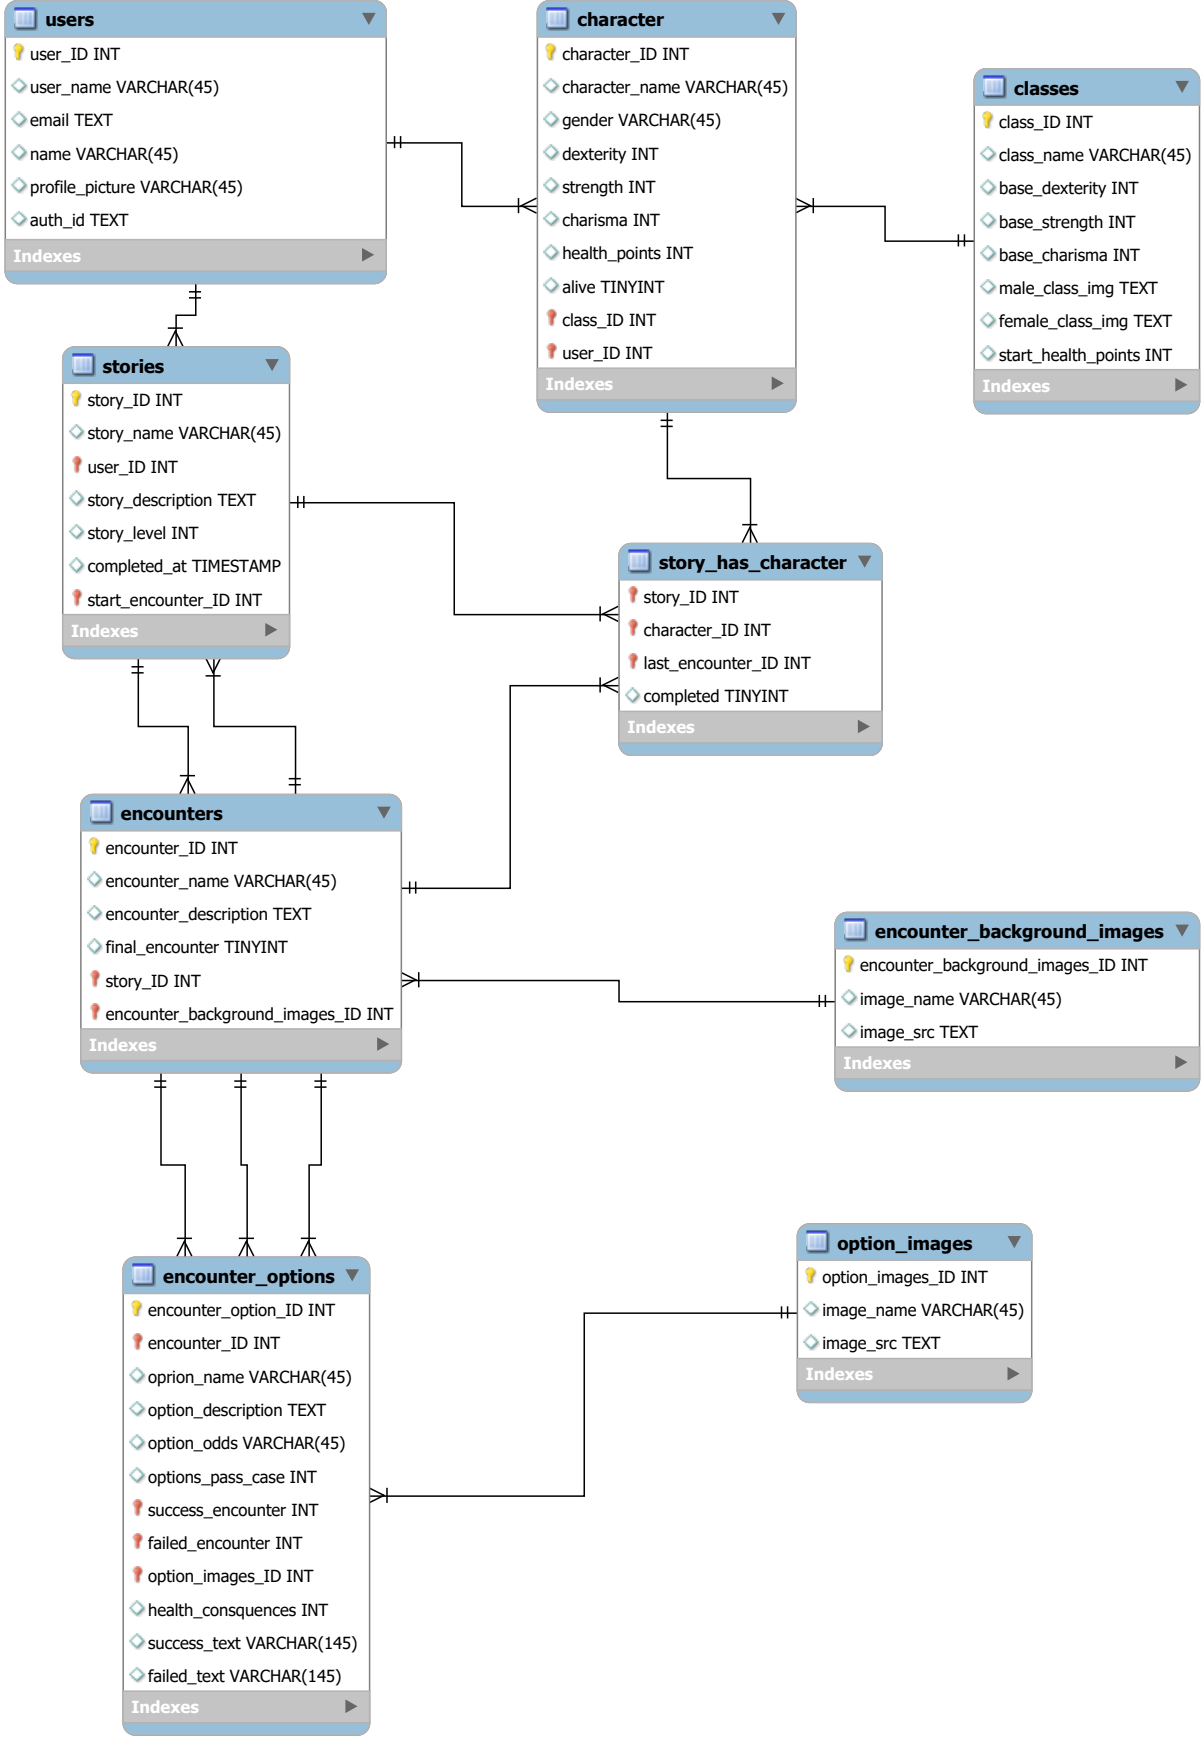 users
user_ID INT
user_name VARCHAR(45)
email TEXT
name VARCHAR(45)
profile_picture VARCHAR(45)
auth_id TEXT
Indexes
character
character_ID INT
character_name VARCHAR(45)
gender VARCHAR(45)
dexterity INT
strength INT
charisma INT
health_points INT
alive TINYINT
class_ID INT
user_ID INT
Indexes
classes
class_ID INT
class_name VARCHAR(45)
base_dexterity INT
base_strength INT
base_charisma INT
male_class_img TEXT
female_class_img TEXT
start_health_points INT
Indexes
stories
story_ID INT
story_name VARCHAR(45)
user_ID INT
story_description TEXT
story_level INT
completed_at TIMESTAMP
start_encounter_ID INT
Indexes
story_has_character
story_ID INT
character_ID INT
last_encounter_ID INT
completed TINYINT
Indexes
encounters
encounter_ID INT
encounter_name VARCHAR(45)
encounter_description TEXT
final_encounter TINYINT
story_ID INT
encounter_background_images_ID INT
Indexes
encounter_background_images
encounter_background_images_ID INT
image_name VARCHAR(45)
image_src TEXT
Indexes
option_images
option_images_ID INT
image_name VARCHAR(45)
image_src TEXT
Indexes
encounter_options
encounter_option_ID INT
encounter_ID INT
oprion_name VARCHAR(45)
option_description TEXT
option_odds VARCHAR(45)
options_pass_case INT
success_encounter INT
failed_encounter INT
option_images_ID INT
health_consquences INT
success_text VARCHAR(145)
failed_text VARCHAR(145)
Indexes